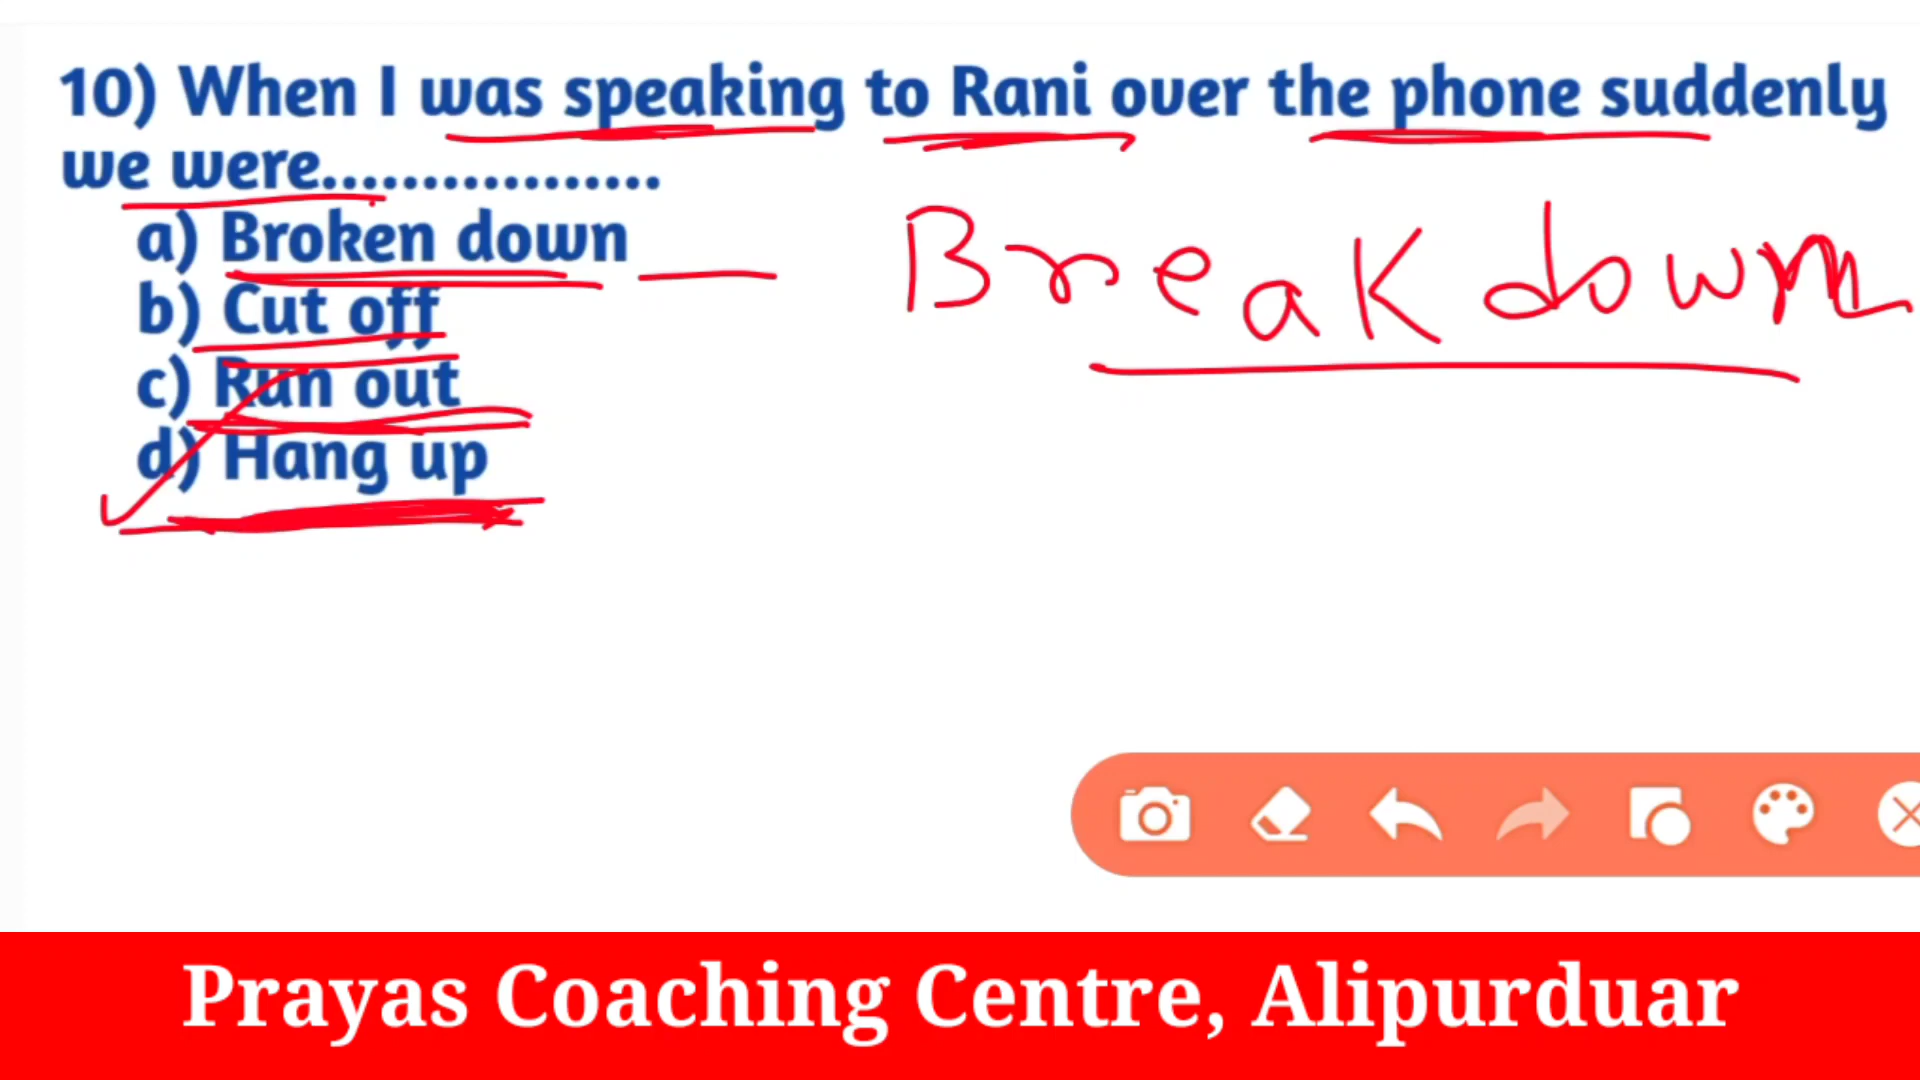 10) When I was speaking to Rani over the phone suddenly
we were.................
a) Broken down
Break down
b) Cut off
c) Run out
d) Hang up
Prayas Coaching Centre, Alipurduar